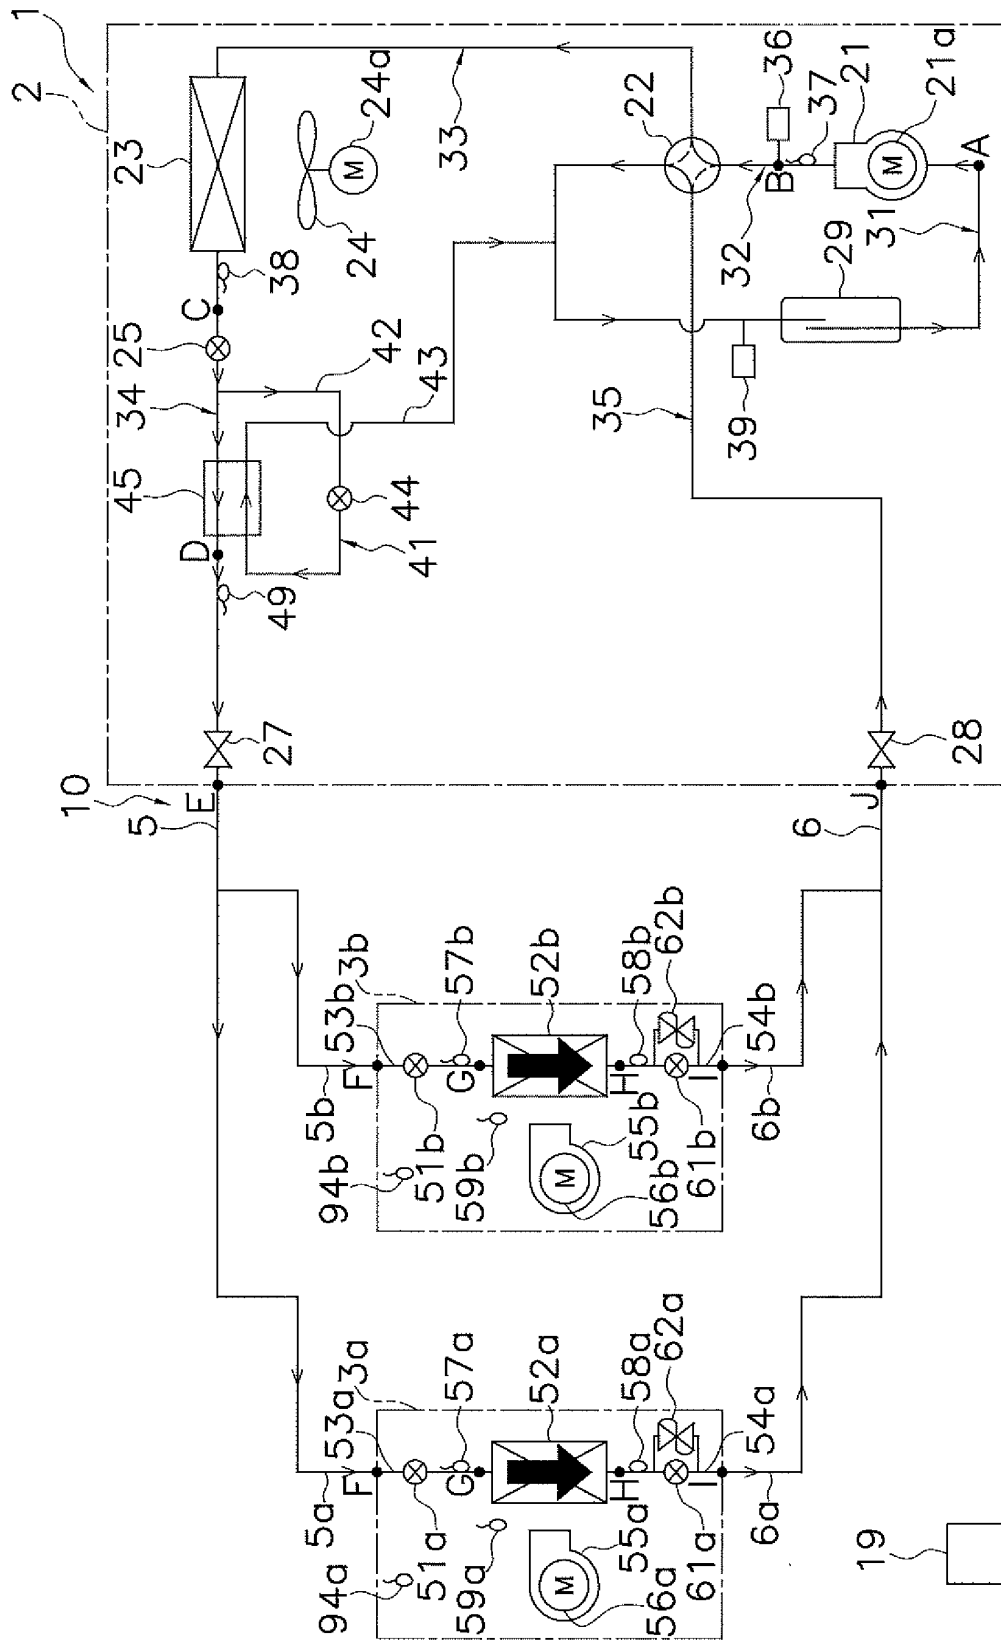 1
2
23
24a
M
24
33
22
36
37
21
21a
M
A
B
32
31
29
38
C
25
34
42
43
35
39
45
D
44
41
49
27
28
10
E
5
J
6
3b
57b
52b
58b
62b
53b
F
G
H
I
54b
5b
94b
51b
59b
55b
M
56b
61b
6b
3a
57a
52a
58a
62a
53a
F
G
H
I
54a
5a
94a
51a
59a
55a
M
56a
61a
6a
19